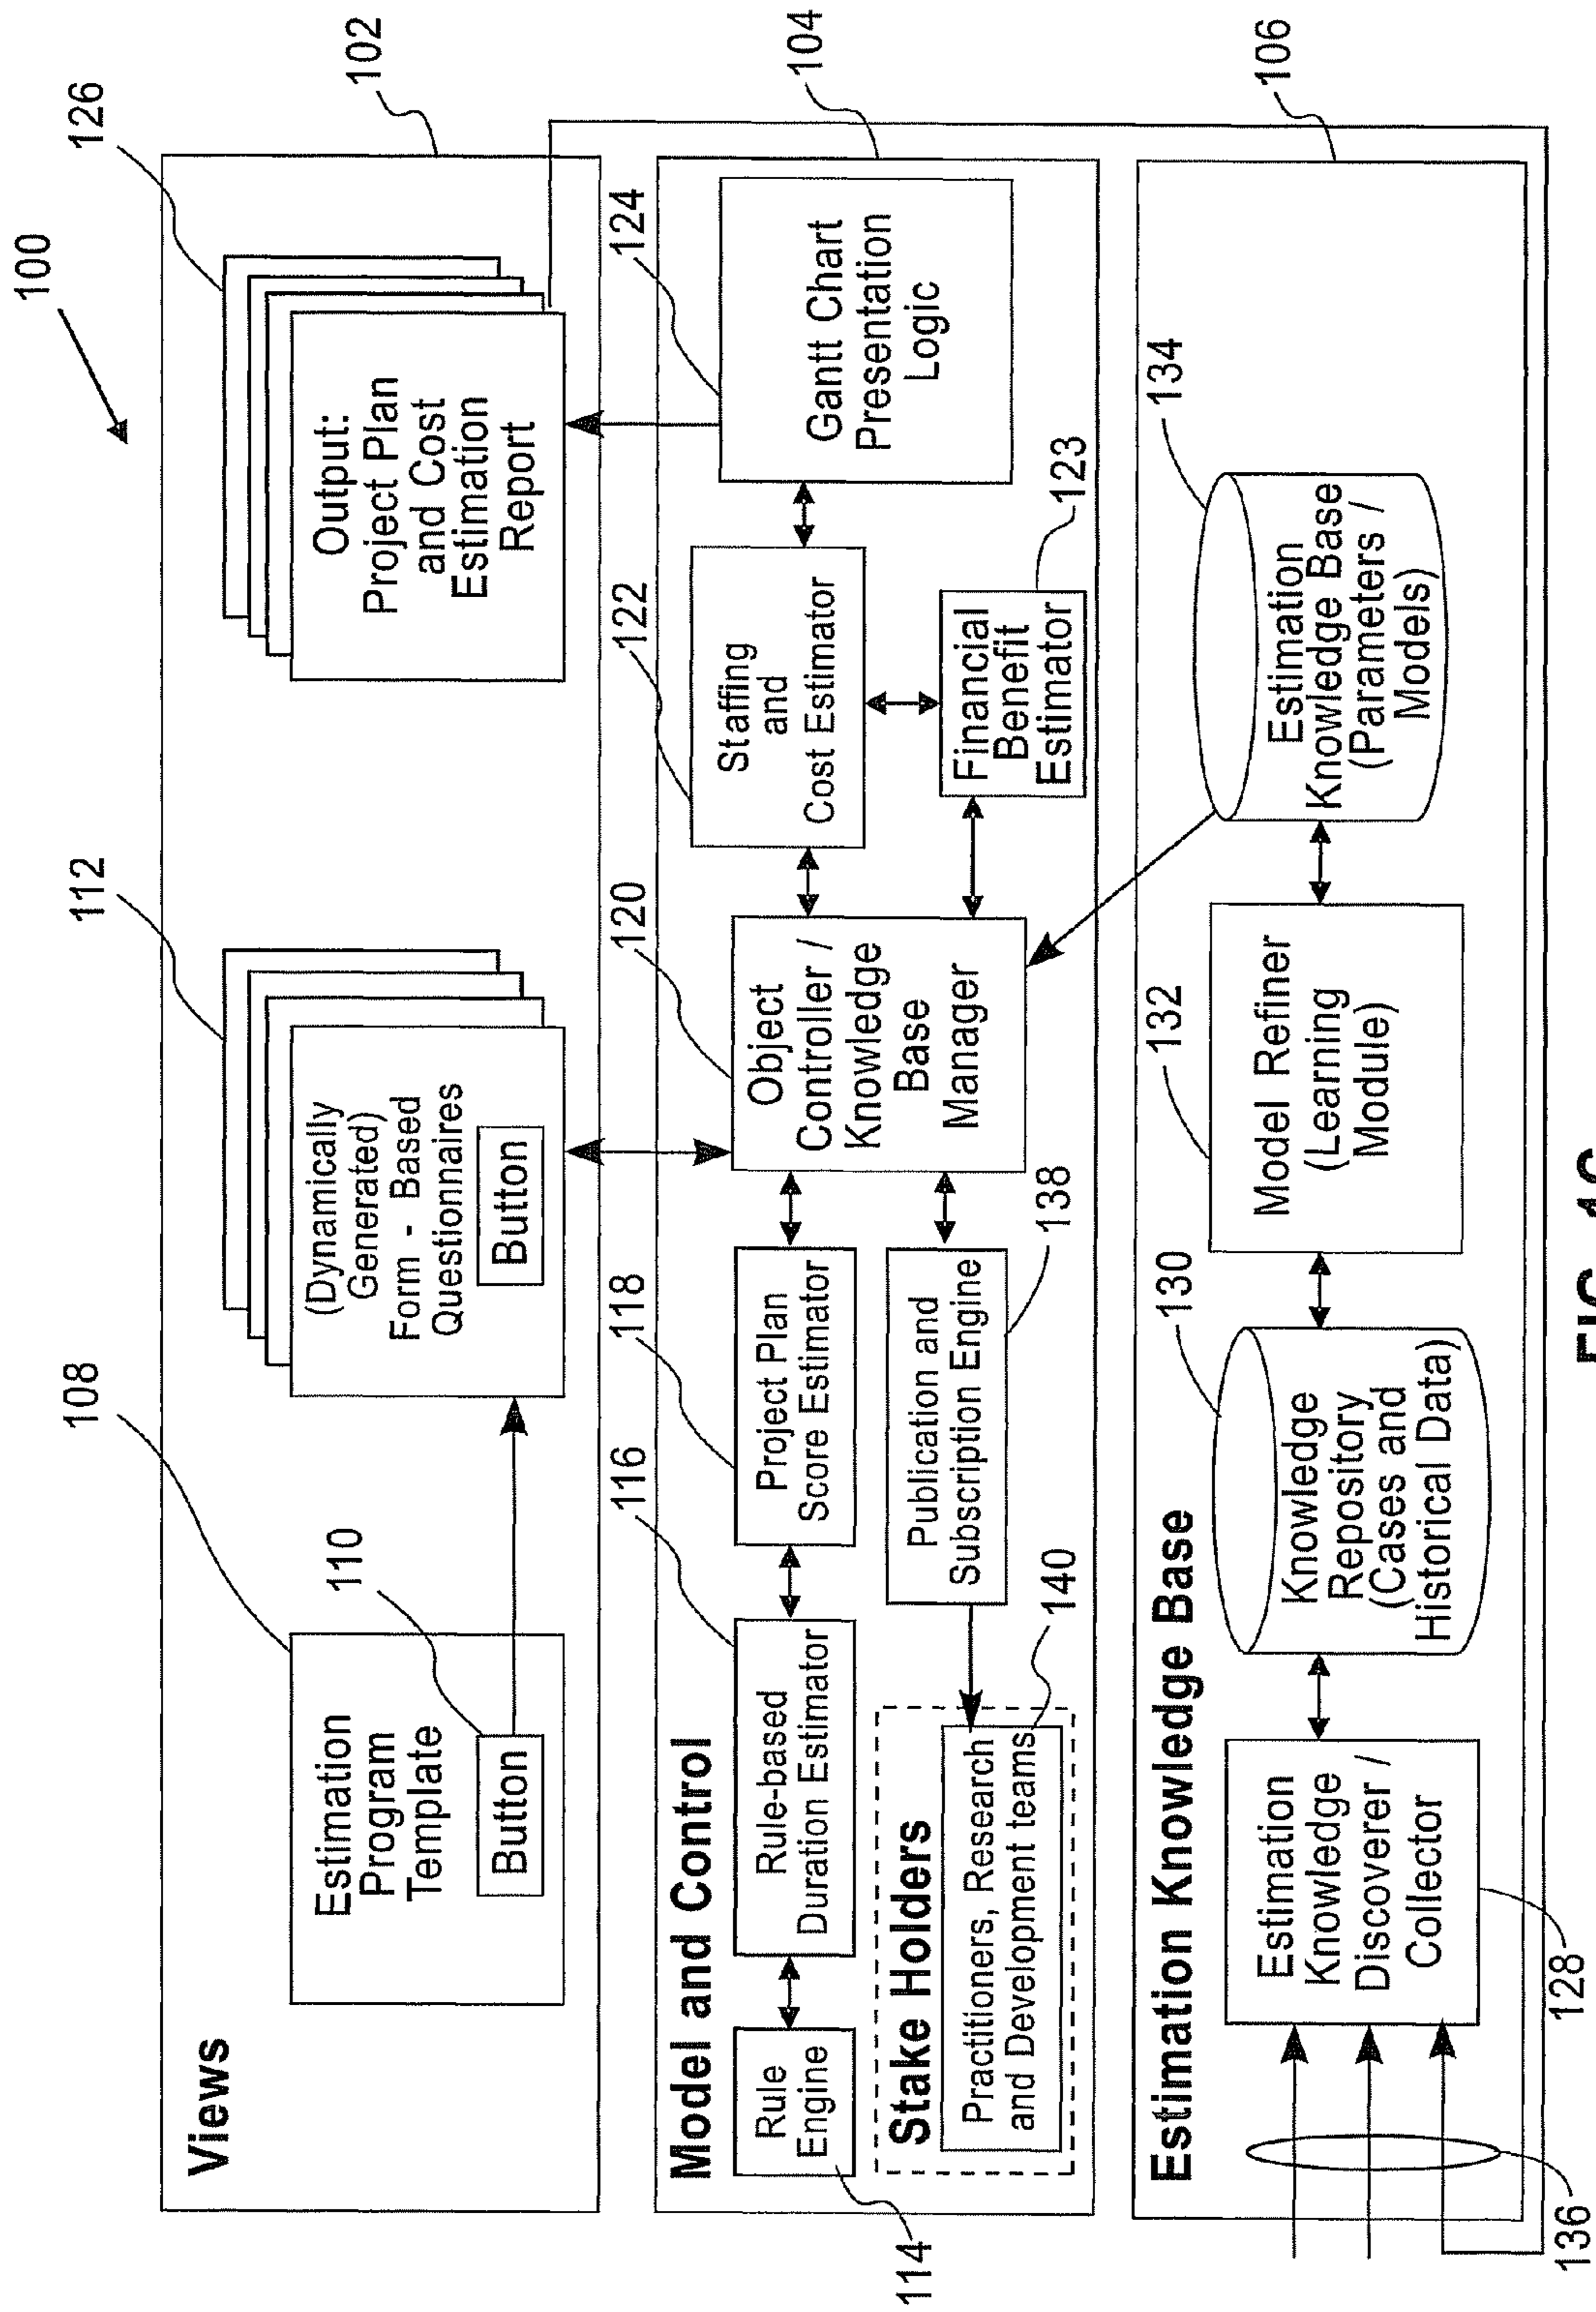 100
Views
102
108
Estimation
Program
Template
110
Button
112
(Dynamically
Generated)
Form - Based
Questionnaires
Button
126
Output:
Project Plan
and Cost
Estimation
Report
Model and Control
104
114
Rule
Engine
116
Rule-based
Duration Estimator
118
Project Plan
Score Estimator
120
Object
Controller /
Knowledge
Base
Manager
122
Staffing
and
Cost Estimator
124
Gantt Chart
Presentation
Logic
123
Financial
Benefit
Estimator
Stake Holders
Practitioners, Research
and Development teams
140
Publication and
Subscription Engine
138
Estimation Knowledge Base
106
136
Estimation
Knowledge
Discoverer /
Collector
128
130
Knowledge
Repository
(Cases and
Historical Data)
132
Model Refiner
(Learning
Module)
134
Estimation
Knowledge Base
(Parameters /
Models)